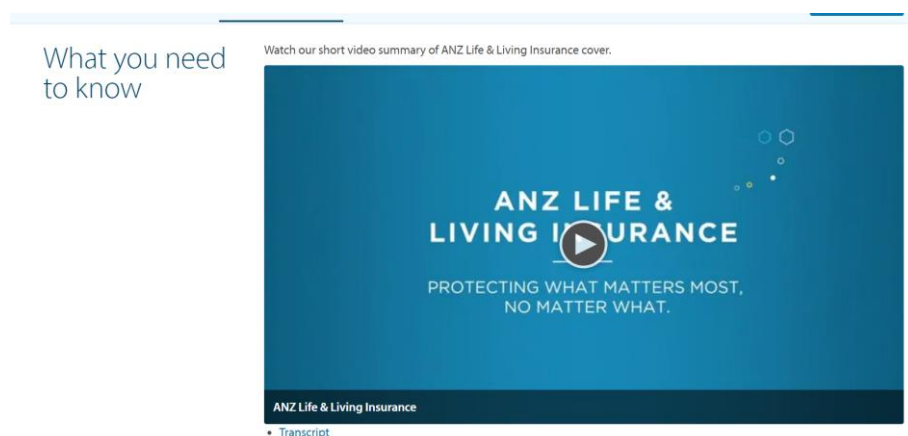 What you need
to know
Watch our short video summary of ANZ Life & Living Insurance cover.
ANZ LIFE &
LIVING INSURANCE
PROTECTING WHAT MATTERS MOST,
NO MATTER WHAT.
ANZ Life & Living Insurance
• Transcript